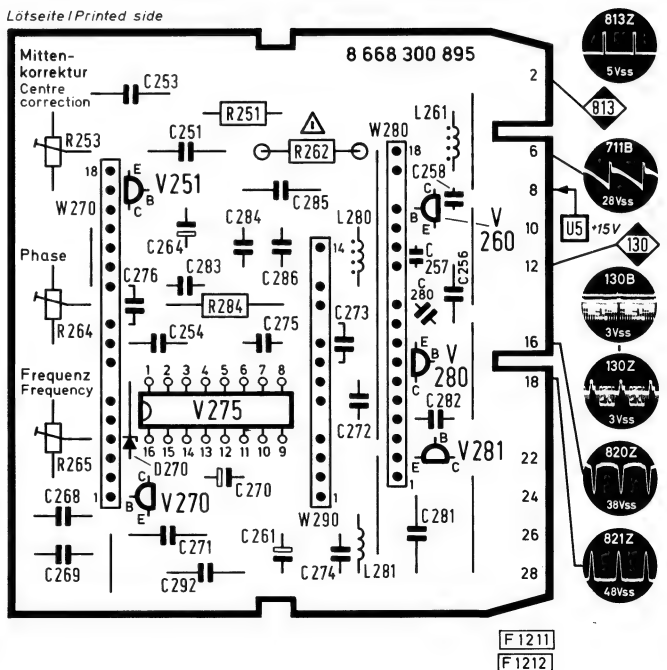 Lötseite / Printed side
8 668 300 895
813Z
5Vss
813
Mitten-
korrektur
Centre
correction
C253
R251
2
R253
C251
R262
W280
L261
18
18
6
711B
28Vss
E
B
C
V251
W270
C285
C258
C
B
E
V
260
8
U5
+15V
C264
C284
C286
L280
14
10
130
C
257
C256
12
Phase
R264
C276
C283
R284
C254
C275
C273
C
280
130B
3Vss
16
18
Frequenz
Frequency
R265
1 2 3 4 5 6 7 8
V275
16 15 14 13 12 11 10 9
E
B
C
V
280
C272
C282
130Z
3Vss
D270
C270
B
E
C
V281
22
820Z
38Vss
1
C
B
E
V270
1
W290
1
24
C268
C269
C271
C292
C261
C274
L281
C281
26
28
821Z
48Vss
F1211
F1212